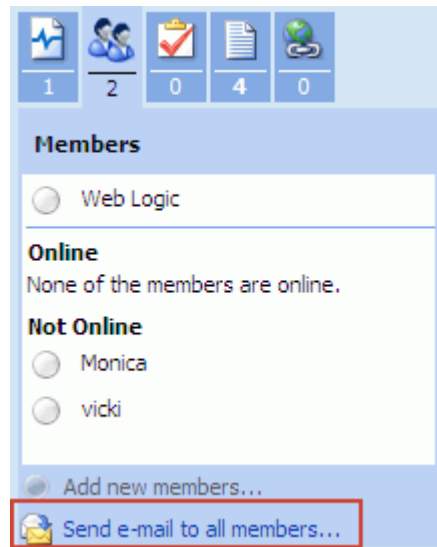 1 2 0 4 0
Members
Web Logic
Online
None of the members are online.
Not Online
Monica
vicki
Add new members...
Send e-mail to all members...